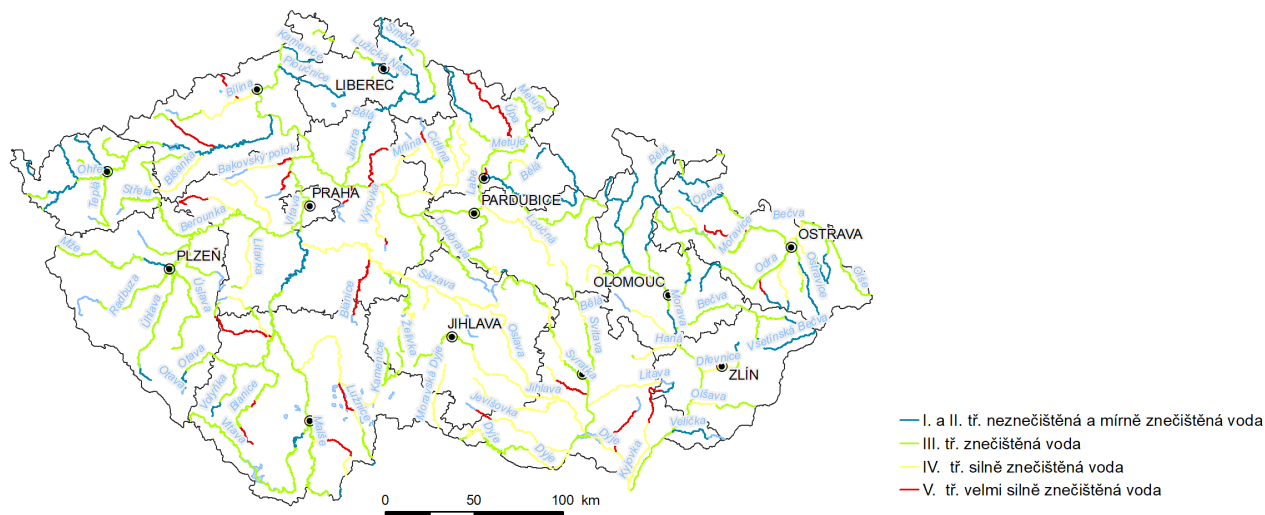 Smědá
Kamenice
Lužická Nisa
Ploučnice
LIBEREC
Bílina
Metuje
Úpa
Bělá
Jizera
Mrlina
Cidlina
Metuje
Bělá
Bělá
Ohře
Teplá
Střela
Blšanka
Bakovský potok
PRAHA
Vltava
Výrovka
Labe
PARDUBICE
Opava
Moravice
Bečva
OSTRAVA
Berounka
Litavka
Doubrava
Loučná
Mže
PLZEŇ
Radbuza
Úhlava
Úslava
Sázava
Blanice
OLOMOUC
Odra
Ostravice
Olše
Bělá
Morava
Bečva
Želivka
JIHLAVA
Oslava
Svitava
Haná
Vsetínská Bečva
Otava
Otava
Volyňka
Blanice
Vltava
Malše
Lužnice
Kamenice
Moravská Dyje
Svratka
Jihlava
Litava
Dřevnice
ZLÍN
Olšava
Jevišovka
Dyje
Dyje
Dyje
Kyjovka
Velička
I. a II. tř. neznečištěná a mírně znečištěná voda
III. tř. znečištěná voda
IV. tř. silně znečištěná voda
V. tř. velmi silně znečištěná voda
0 50 100 km